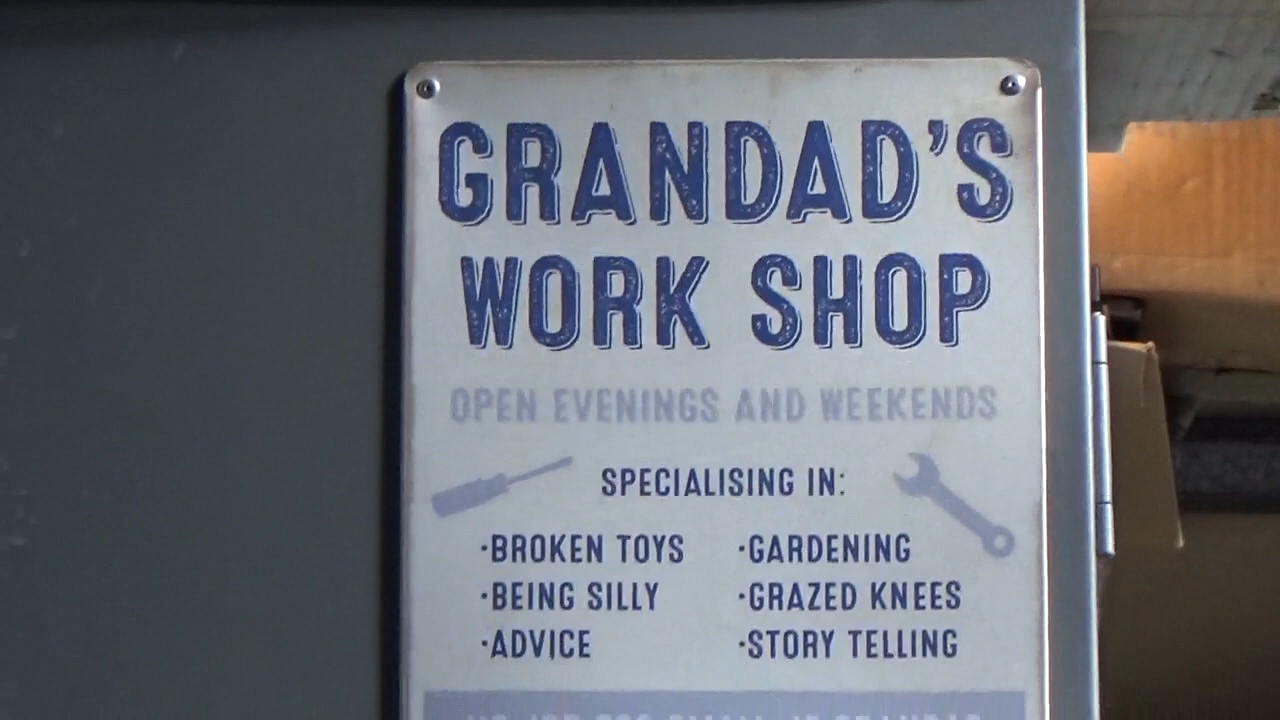 GRANDAD'S
WORK SHOP
OPEN EVENINGS AND WEEKENDS
SPECIALISING IN:
·BROKEN TOYS ·GARDENING
·BEING SILLY ·GRAZED KNEES
·ADVICE ·STORY TELLING